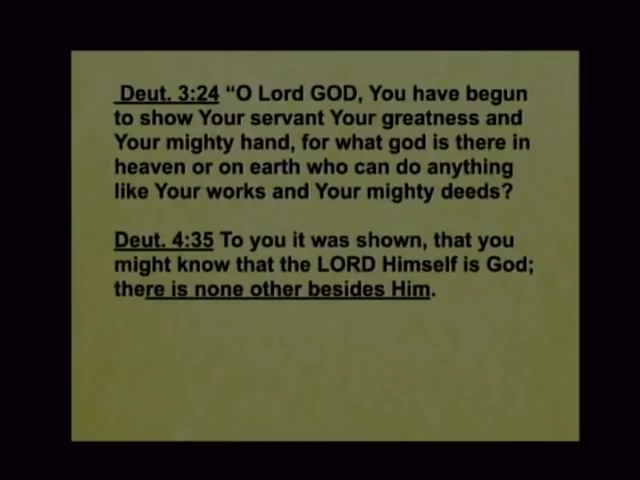 Deut. 3:24 “O Lord GOD, You have begun
to show Your servant Your greatness and
Your mighty hand, for what god is there in
heaven or on earth who can do anything
like Your works and Your mighty deeds?
Deut. 4:35 To you it was shown, that you
might know that the LORD Himself is God;
there is none other besides Him.